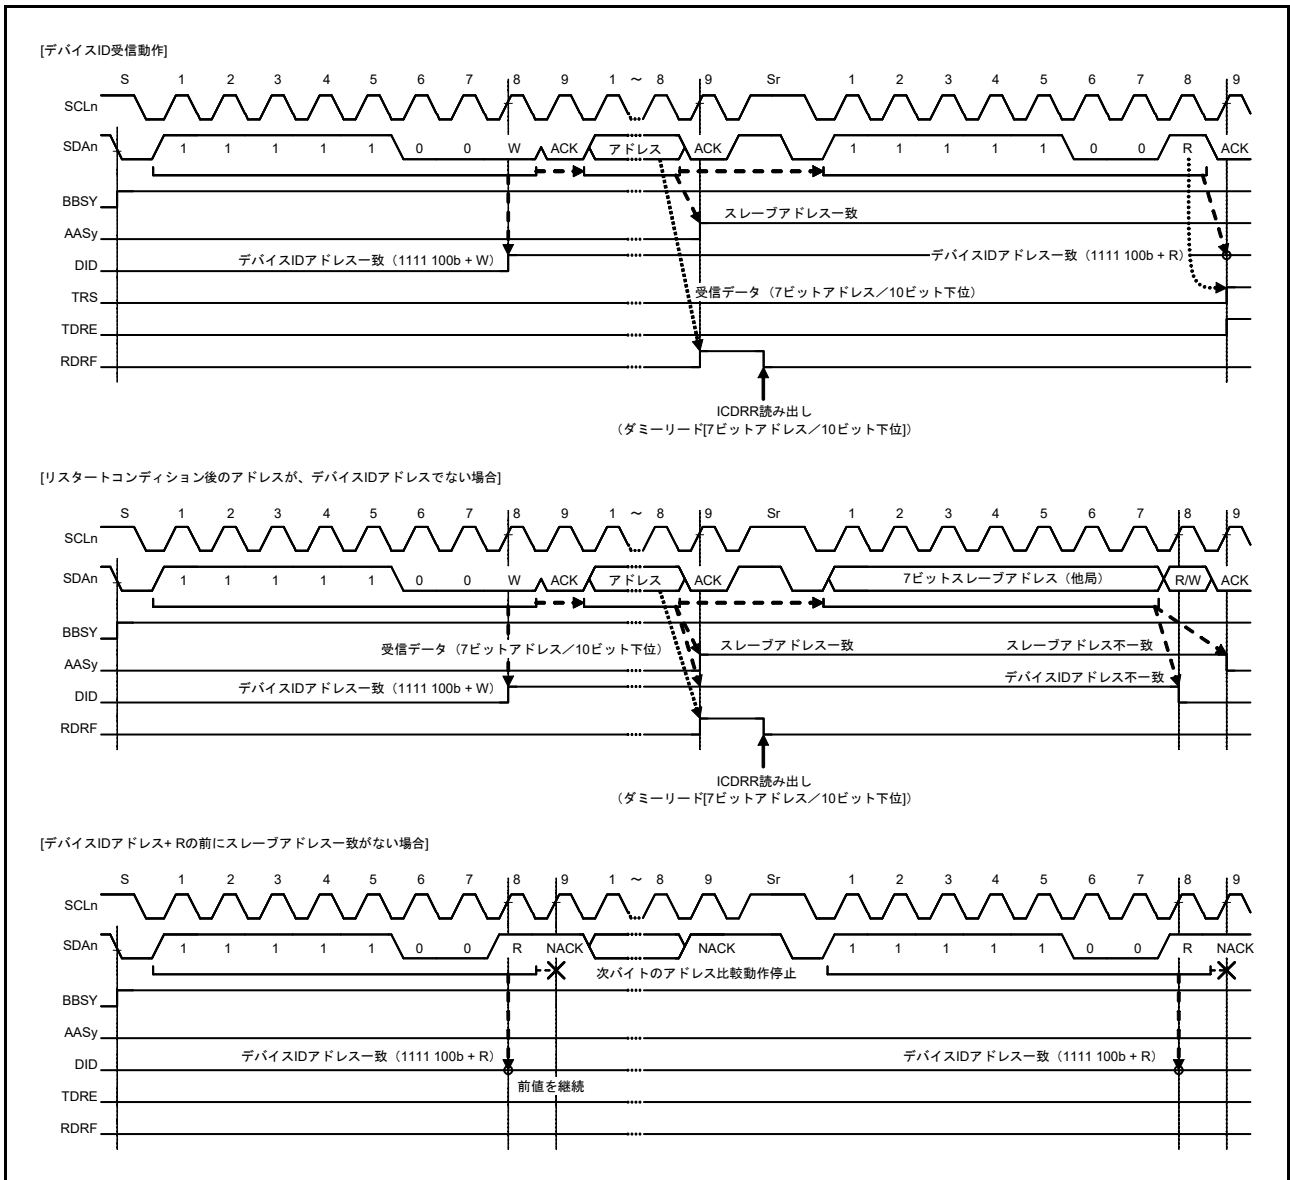 [デバイスID受信動作]
S 1 2 3 4 5 6 7 8 9 1 ～ 8 9 Sr 1 2 3 4 5 6 7 8 9
SCLn
SDAn 1 1 1 1 1 0 0 W ACK アドレス ACK 1 1 1 1 1 0 0 R ACK
BBSY
スレーブアドレス一致
AASy
デバイスIDアドレス一致（1111 100b + W） デバイスIDアドレス一致（1111 100b + R）
DID
受信データ（7ビットアドレス／10ビット下位）
TRS
TDRE
RDRF
ICDRR読み出し
（ダミーリード[7ビットアドレス／10ビット下位]）
[リスタートコンディション後のアドレスが、デバイスIDアドレスでない場合]
S 1 2 3 4 5 6 7 8 9 1 ～ 8 9 Sr 1 2 3 4 5 6 7 8 9
SCLn
SDAn 1 1 1 1 1 0 0 W ACK アドレス ACK 7ビットスレーブアドレス（他局） R/W ACK
BBSY
受信データ（7ビットアドレス／10ビット下位） スレーブアドレス一致 スレーブアドレス不一致
AASy
デバイスIDアドレス一致（1111 100b + W） デバイスIDアドレス不一致
DID
RDRF
ICDRR読み出し
（ダミーリード[7ビットアドレス／10ビット下位]）
[デバイスIDアドレス+ Rの前にスレーブアドレス一致がない場合]
S 1 2 3 4 5 6 7 8 9 1 ～ 8 9 Sr 1 2 3 4 5 6 7 8 9
SCLn
SDAn 1 1 1 1 1 0 0 R NACK NACK 1 1 1 1 1 0 0 R NACK
次バイトのアドレス比較動作停止
BBSY
AASy
デバイスIDアドレス一致（1111 100b + R） デバイスIDアドレス一致（1111 100b + R）
DID
前値を継続
TDRE
RDRF